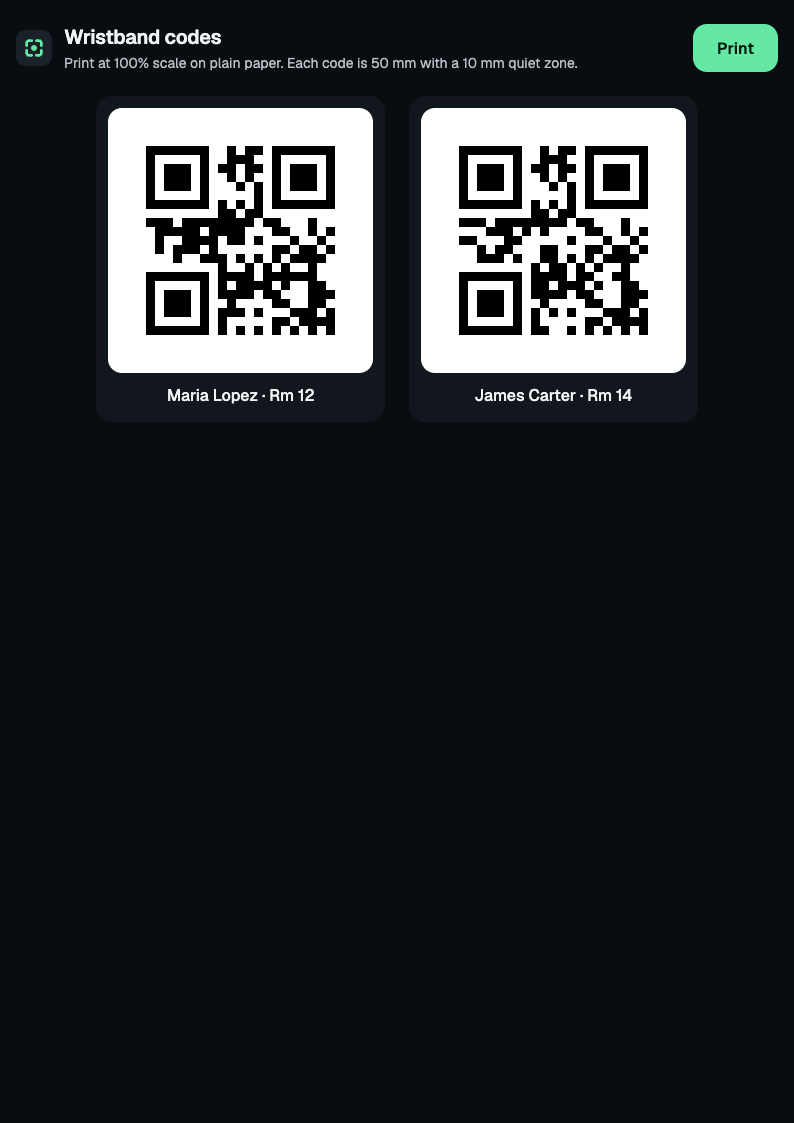 Wristband codes
Print at 100% scale on plain paper. Each code is 50 mm with a 10 mm quiet zone.
Print
Maria Lopez · Rm 12
James Carter · Rm 14